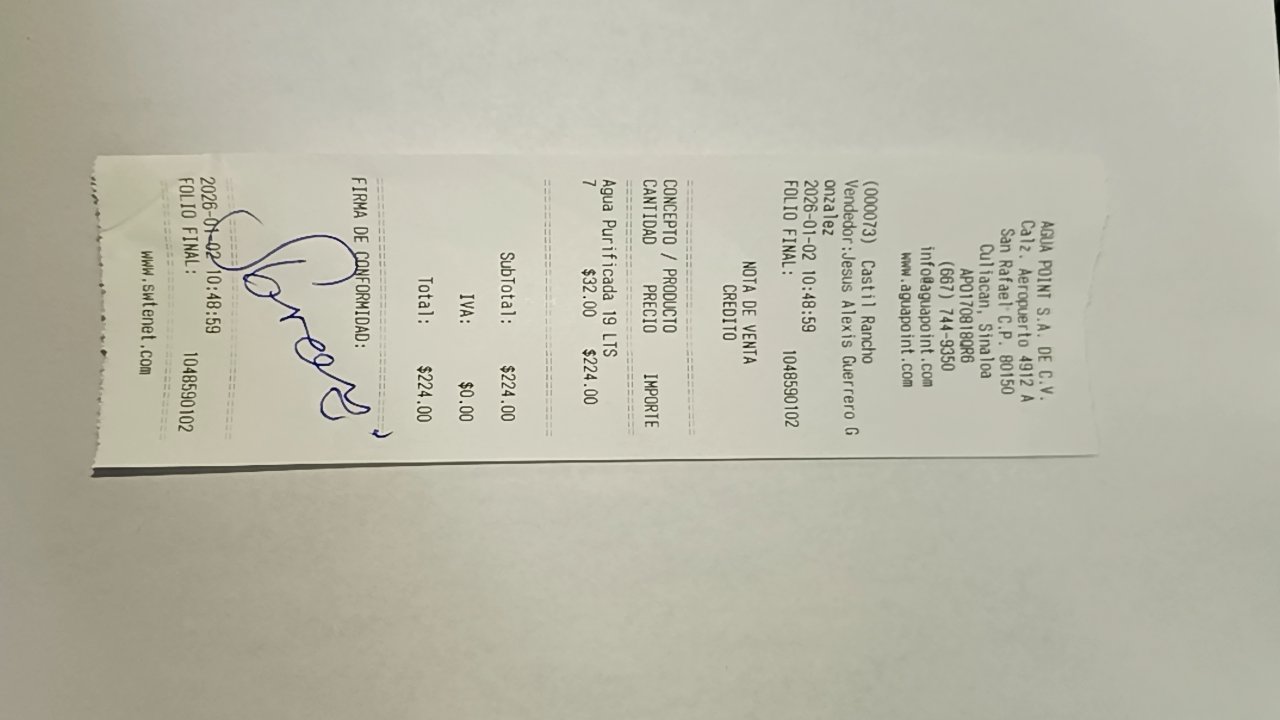 AGUA POINT S.A. DE C.V.
Calz. Aeropuerto 4912 A
San Rafael C.P. 80150
Culiacan, Sinaloa
APO170818QR6
(667) 744-9350
info@aguapoint.com
www.aguapoint.com
(000073) Castil Rancho
Vendedor:Jesus Alexis Guerrero G
onzalez
2026-01-02 10:48:59
FOLIO FINAL: 1048590102
NOTA DE VENTA
CREDITO
CONCEPTO / PRODUCTO
CANTIDAD PRECIO IMPORTE
Agua Purificada 19 LTS
7 $32.00 $224.00
SubTotal: $224.00
IVA: $0.00
Total: $224.00
FIRMA DE CONFORMIDAD:
2026-01-02 10:48:59
FOLIO FINAL: 1048590102
www.swtenet.com